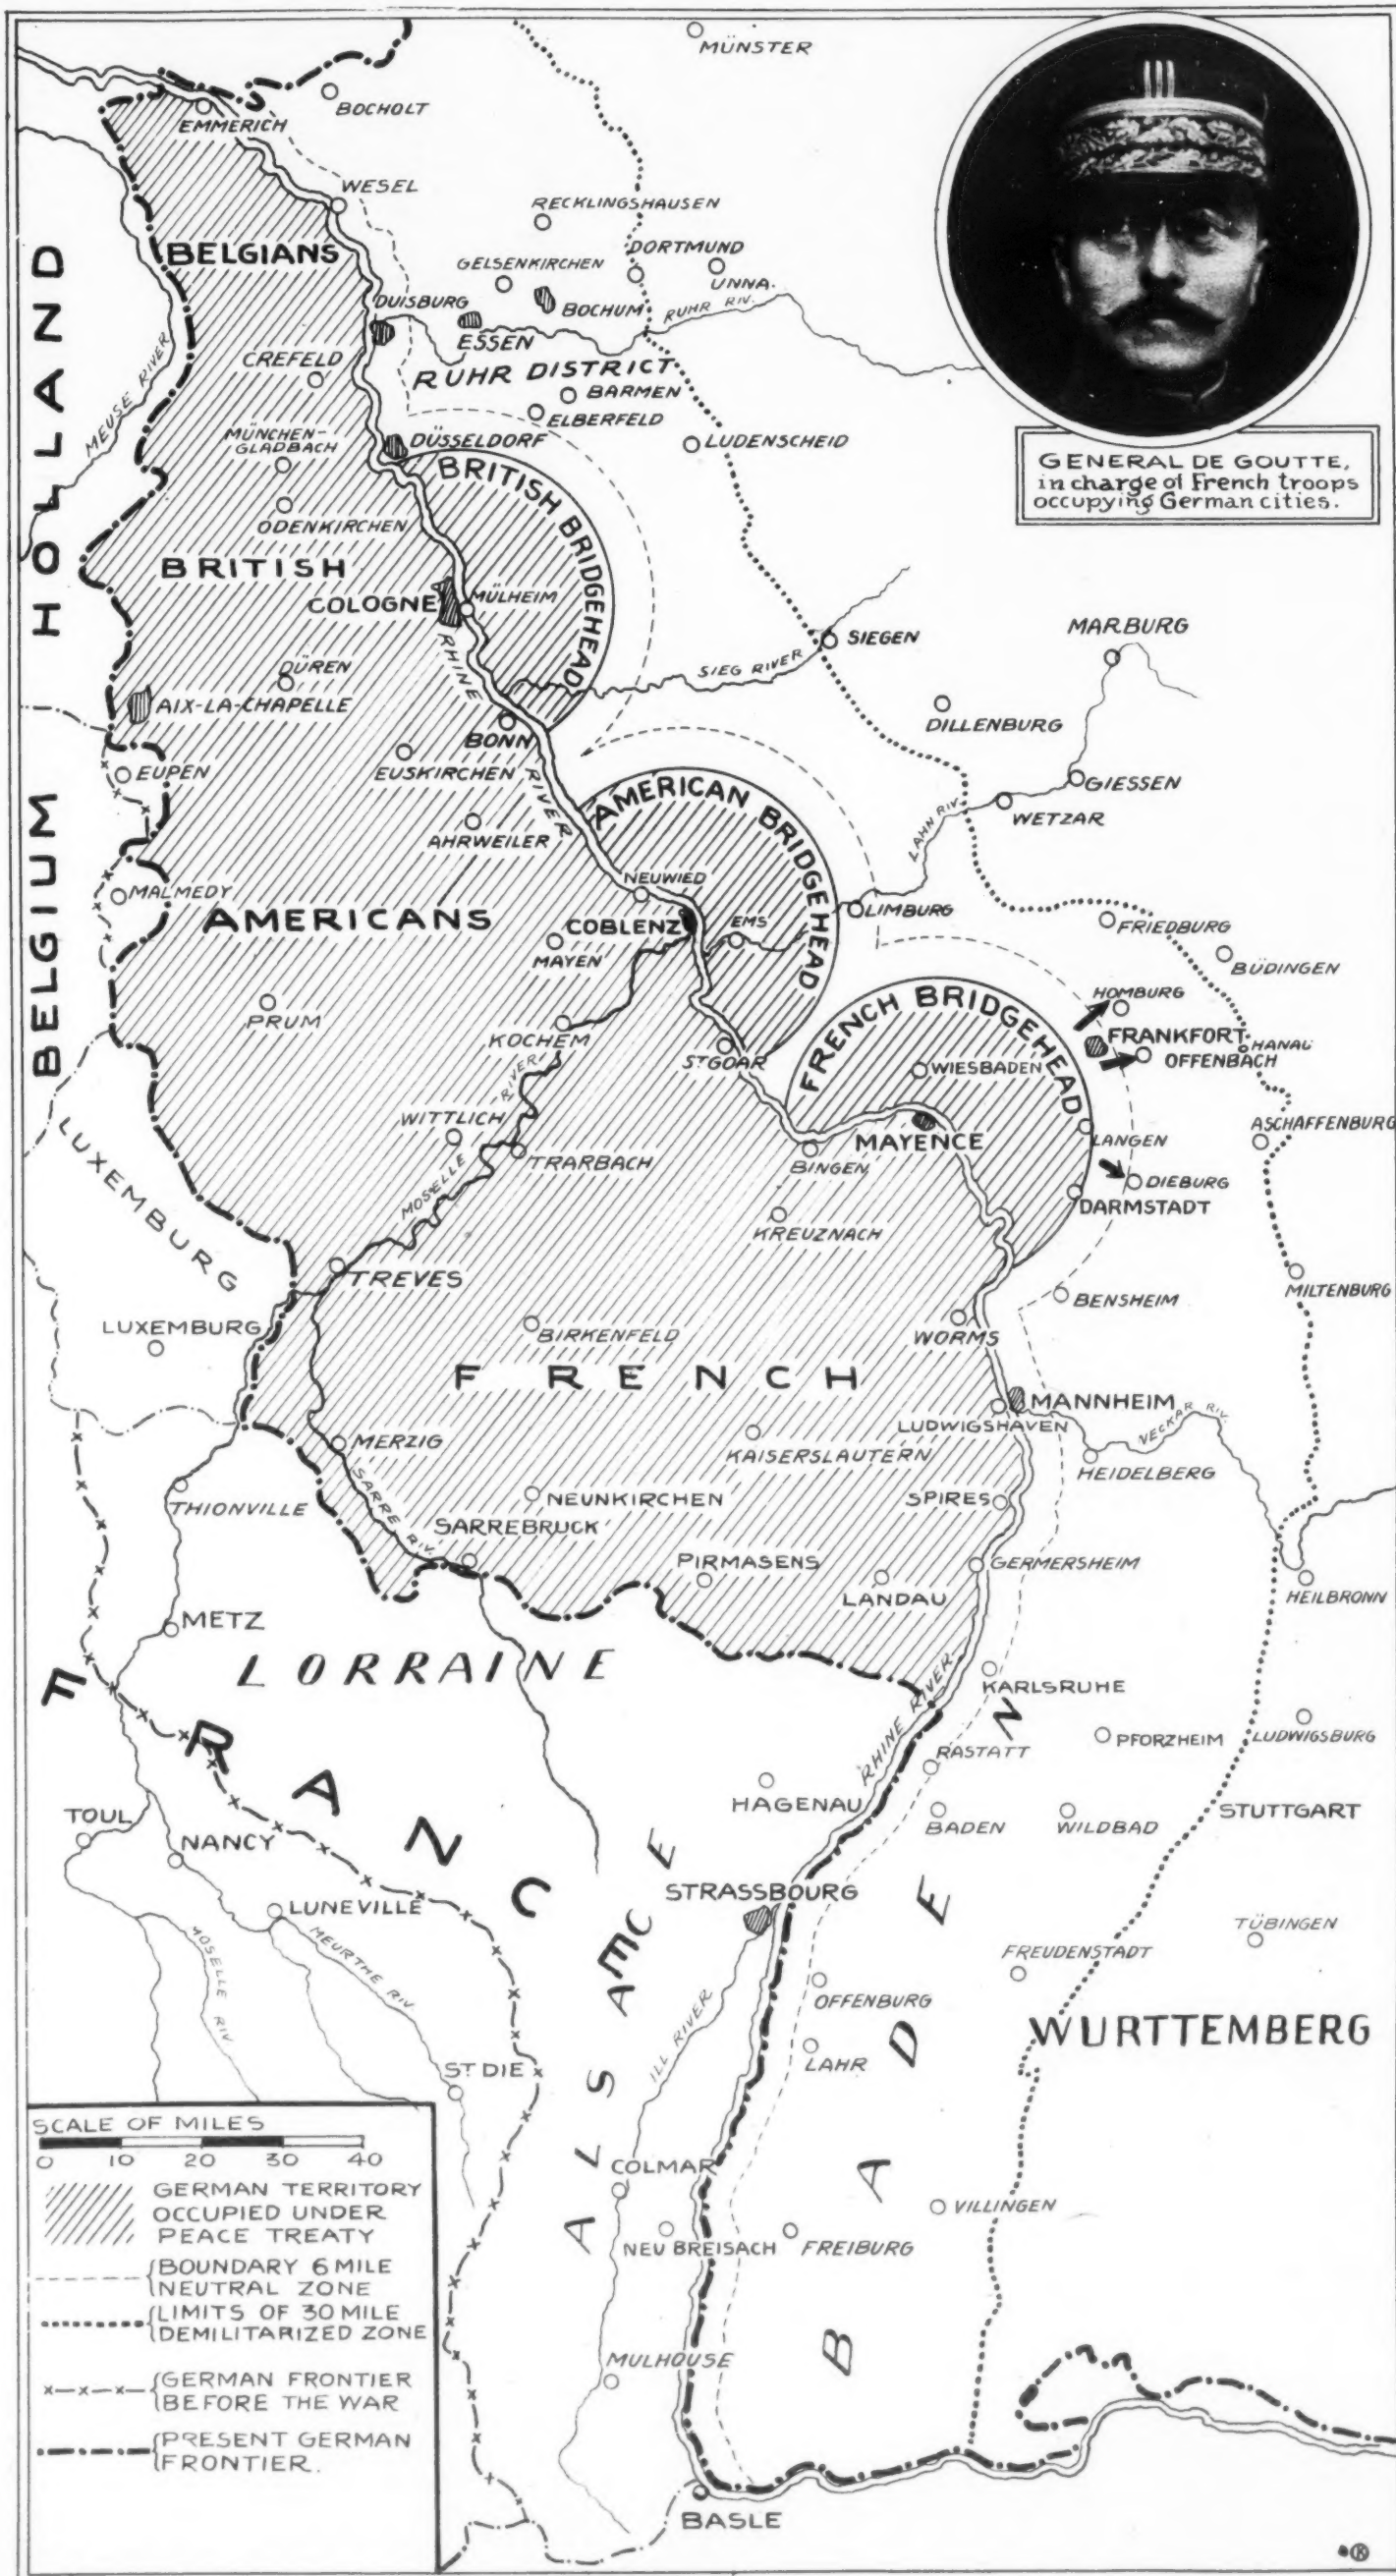 MÜNSTER
BOCHOLT
EMMERICH
WESEL
RECKLINGSHAUSEN
BELGIANS
DORTMUND
GELSENKIRCHEN
UNNA.
DUISBURG
BOCHUM
RUHR RIV.
ESSEN
HOLLAND
MEUSE RIVER
CREFELD
RUHR DISTRICT
BARMEN
ELBERFELD
MÜNCHEN-
GLADBACH
DÜSSELDORF
LUDENSCHEID
BRITISH BRIDGEHEAD
GENERAL DE GOUTTE,
in charge of French troops
occupying German cities.
ODENKIRCHEN
BRITISH
COLOGNE
MÜLHEIM
RHINE RIVER
SIEGEN
MARBURG
DÜREN
SIEG RIVER
AIX-LA-CHAPELLE
DILLENBURG
BONN
EUPEN
EUSKIRCHEN
GIESSEN
BELGIUM
AMERICAN BRIDGEHEAD
LAHN RIV.
WETZAR
AHRWEILER
MALMEDY
NEUWIED
AMERICANS
COBLENZ
EMS
LIMBURG
FRIEDBURG
MAYEN
BÜDINGEN
FRENCH BRIDGEHEAD
HOMBURG
PRUM
KOCHEM
FRANKFORT
HANAU
ST GOAR
OFFENBACH
WIESBADEN
WITTLICH
MAYENCE
LANGEN
ASCHAFFENBURG
LUXEMBURG
TRARBACH
BINGEN
MOSELLE RIVER
DIEBURG
KREUZNACH
DARMSTADT
TREVES
MILTENBURG
BENSHEIM
LUXEMBURG
BIRKENFELD
WORMS
FRENCH
MANNHEIM
LUDWIGSHAVEN
NECKAR RIV.
MERZIG
KAISERSLAUTERN
HEIDELBERG
SARRE RIV.
THIONVILLE
NEUNKIRCHEN
SPIRES
SARREBRUCK
PIRMASENS
GERMERSHEIM
LANDAU
HEILBRONN
METZ
LORRAINE
KARLSRUHE
FRANCE
RHINE RIVER
PFORZHEIM
LUDWIGSBURG
RASTATT
HAGENAU
TOUL
BADEN
WILDBAD
STUTTGART
NANCY
STRASSBOURG
LUNEVILLE
TÜBINGEN
MOSELLE RIV.
MEURTHE RIV.
FREUDENSTADT
ALSACE
OFFENBURG
BADEN
WURTTEMBERG
ILL RIVER
LAHR
ST DIE
SCALE OF MILES
0 10 20 30 40
GERMAN TERRITORY
OCCUPIED UNDER
PEACE TREATY
BOUNDARY 6 MILE
NEUTRAL ZONE
LIMITS OF 30 MILE
DEMILITARIZED ZONE
GERMAN FRONTIER
BEFORE THE WAR
PRESENT GERMAN
FRONTIER.
COLMAR
VILLINGEN
NEU BREISACH
FREIBURG
MULHOUSE
BASLE